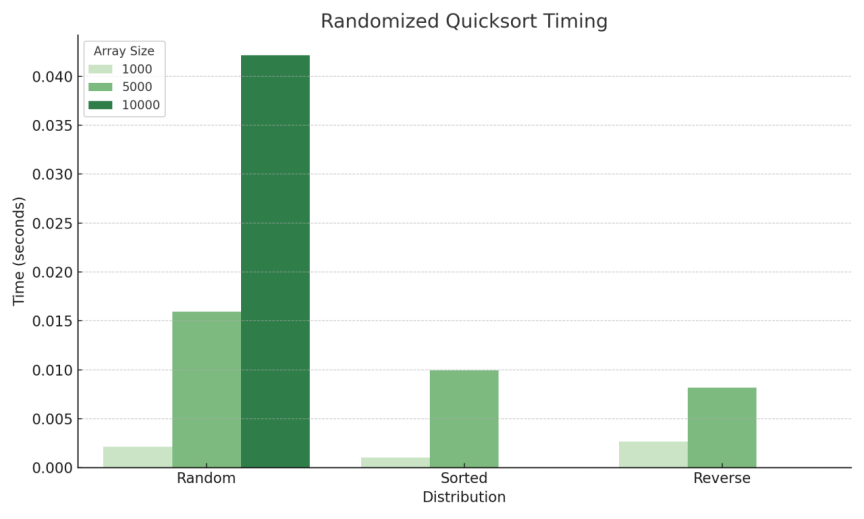 Randomized Quicksort Timing
Array Size
1000
5000
10000
0.040
0.035
0.030
0.025
0.020
0.015
0.010
0.005
0.000
Time (seconds)
Random Sorted Reverse
Distribution